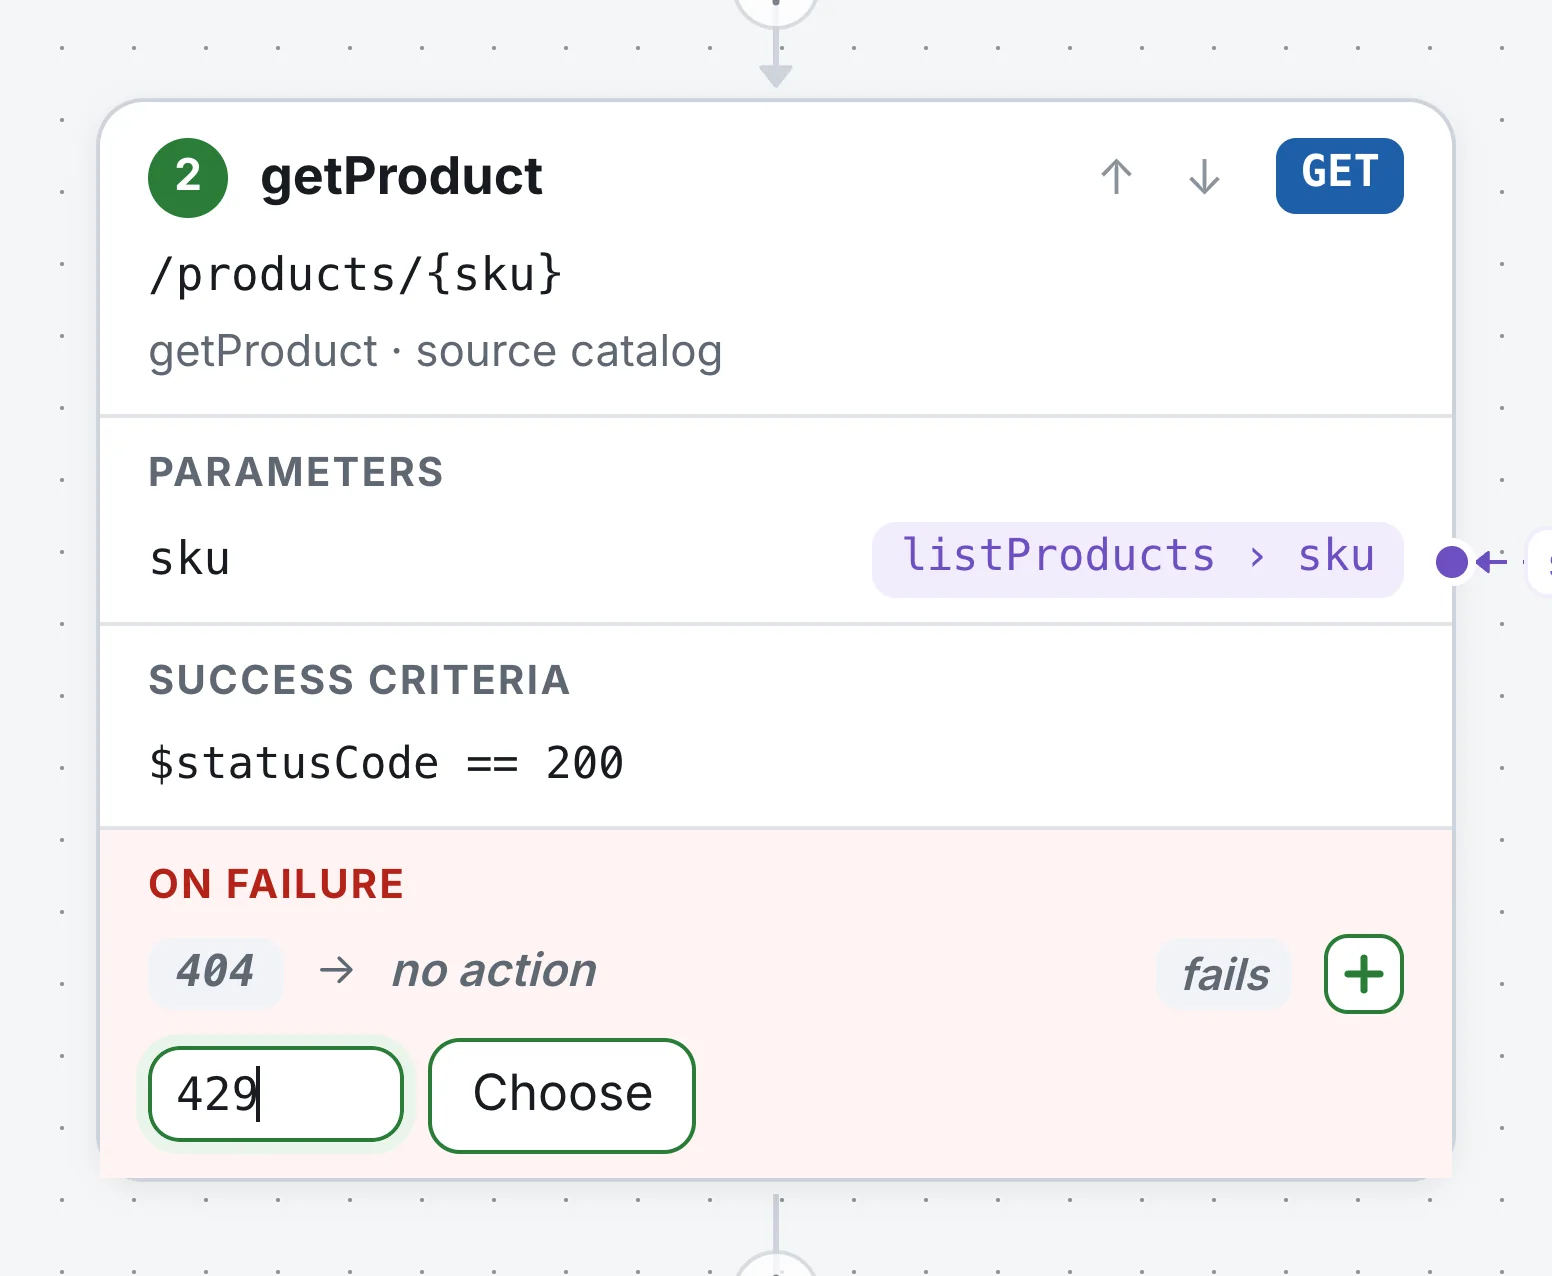 2 getProduct ↑ ↓ GET
/products/{sku}
getProduct · source catalog
PARAMETERS
sku listProducts › sku
SUCCESS CRITERIA
$statusCode == 200
ON FAILURE
404 → no action fails +
429 Choose